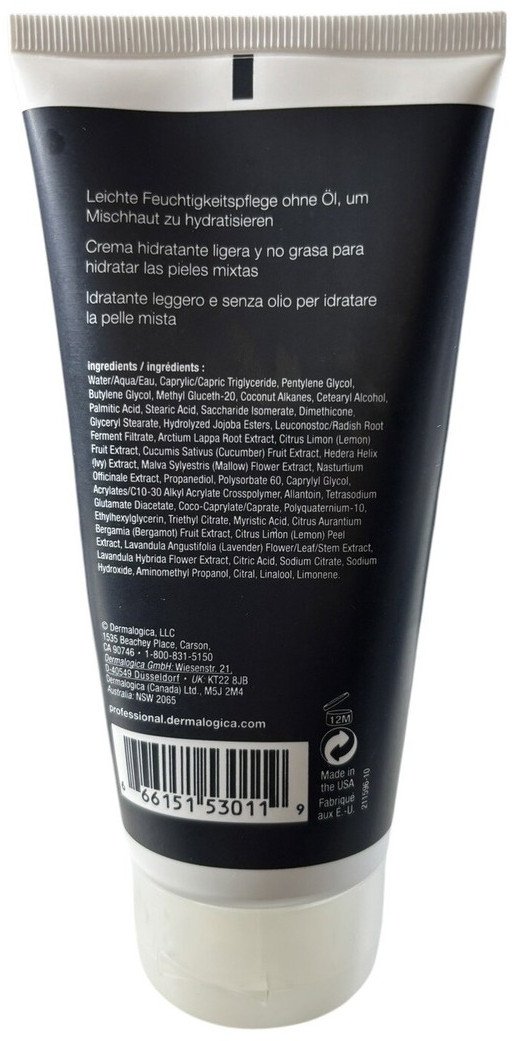 Leichte Feuchtigkeitspflege ohne Öl, um
Mischhaut zu hydratisieren
Crema hidratante ligera y no grasa para
hidratar las pieles mixtas
Idratante leggero e senza olio per idratare
la pelle mista
ingredients / ingrédients :
Water/Aqua/Eau, Caprylic/Capric Triglyceride, Pentylene Glycol,
Butylene Glycol, Methyl Gluceth-20, Coconut Alkanes, Cetearyl Alcohol,
Palmitic Acid, Stearic Acid, Saccharide Isomerate, Dimethicone,
Glyceryl Stearate, Hydrolyzed Jojoba Esters, Leuconostoc/Radish Root
Ferment Filtrate, Arctium Lappa Root Extract, Citrus Limon (Lemon)
Fruit Extract, Cucumis Sativus (Cucumber) Fruit Extract, Hedera Helix
(Ivy) Extract, Malva Sylvestris (Mallow) Flower Extract, Nasturtium
Officinale Extract, Propanediol, Polysorbate 60, Caprylyl Glycol,
Acrylates/C10-30 Alkyl Acrylate Crosspolymer, Allantoin, Tetrasodium
Glutamate Diacetate, Coco-Caprylate/Caprate, Polyquaternium-10,
Ethylhexylglycerin, Triethyl Citrate, Myristic Acid, Citrus Aurantium
Bergamia (Bergamot) Fruit Extract, Citrus Limon (Lemon) Peel
Extract, Lavandula Angustifolia (Lavender) Flower/Leaf/Stem Extract,
Lavandula Hybrida Flower Extract, Citric Acid, Sodium Citrate, Sodium
Hydroxide, Aminomethyl Propanol, Citral, Linalool, Limonene.
© Dermalogica, LLC
1535 Beachey Place, Carson,
CA 90746 • 1-800-831-5150
Dermalogica GmbH: Wiesenstr. 21,
D-40549 Dusseldorf • UK: KT22 8JB
Dermalogica (Canada) Ltd., M5J 2M4
Australia: NSW 2065
professional.dermalogica.com
12M
Made in
the USA
Fabriqué
aux É.-U.
211596-10
6 66151 53011 9